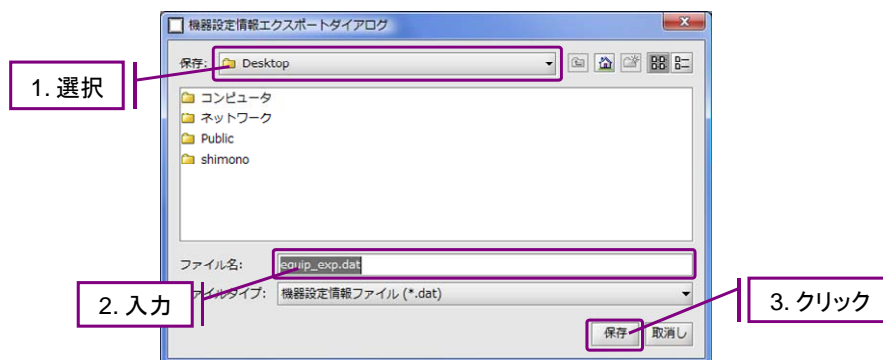 機器設定情報エクスポートダイアログ
保存: Desktop
1. 選択
コンピュータ
ネットワーク
Public
shimono
ファイル名: equip_exp.dat
ァイルタイプ: 機器設定情報ファイル (*.dat)
2. 入力
3. クリック
保存 取消し